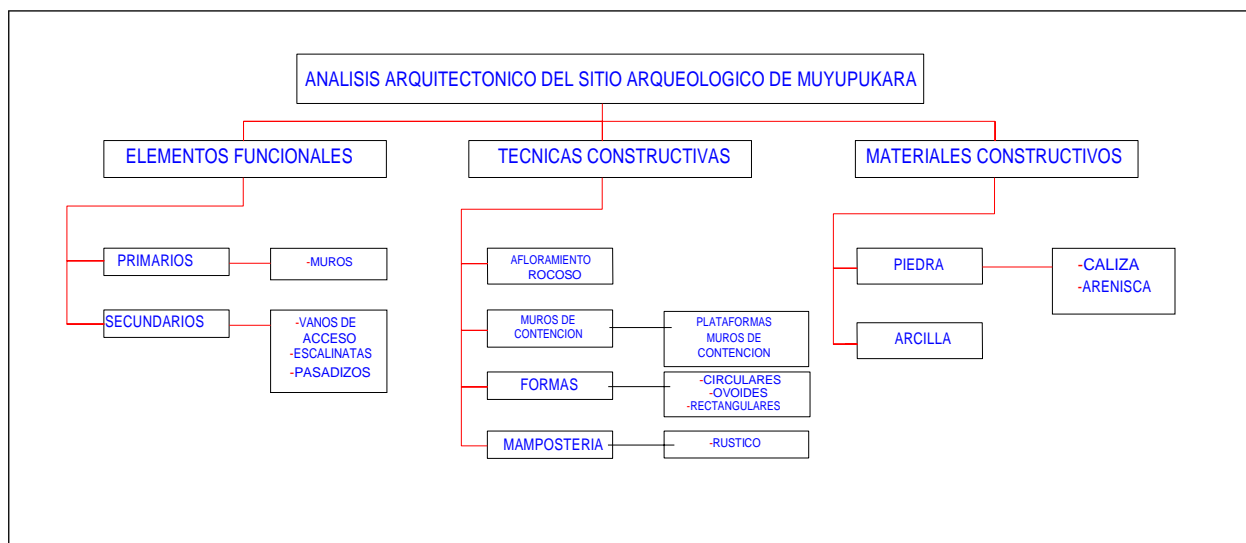 ANALISIS ARQUITECTONICO DEL SITIO ARQUEOLOGICO DE MUYUPUKARA
ELEMENTOS FUNCIONALES
PRIMARIOS
-MUROS
SECUNDARIOS
-VANOS DE
ACCESO
-ESCALINATAS
-PASADIZOS
TECNICAS CONSTRUCTIVAS
AFLORAMIENTO
ROCOSO
MUROS DE
CONTENCION
PLATAFORMAS
MUROS DE
CONTENCION
FORMAS
-CIRCULARES
-OVOIDES
-RECTANGULARES
MAMPOSTERIA
-RUSTICO
MATERIALES CONSTRUCTIVOS
PIEDRA
-CALIZA
-ARENISCA
ARCILLA